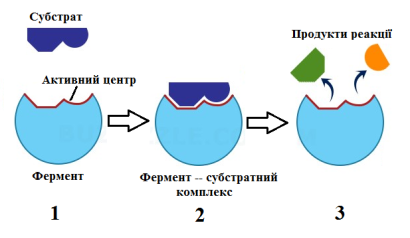 Субстрат
Активний центр
Фермент
1
Фермент -- субстратний
комплекс
2
Продукти реакції
3